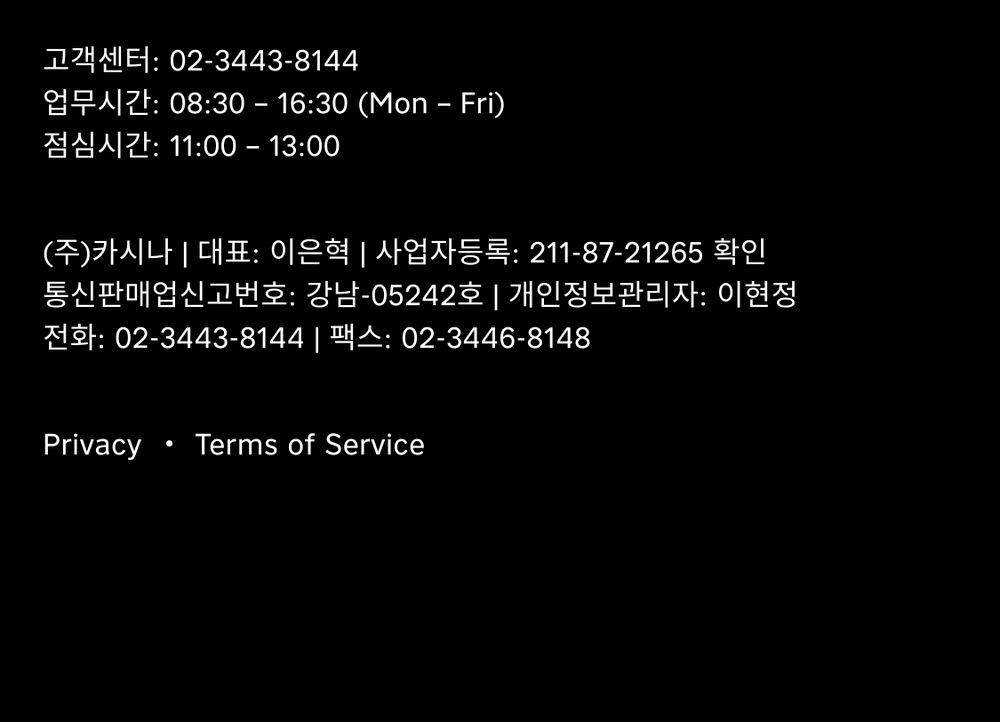 고객센터: 02-3443-8144
업무시간: 08:30 – 16:30 (Mon – Fri)
점심시간: 11:00 – 13:00
(주)카시나 | 대표: 이은혁 | 사업자등록: 211-87-21265 확인
통신판매업신고번호: 강남-05242호 | 개인정보관리자: 이현정
전화: 02-3443-8144 | 팩스: 02-3446-8148
Privacy • Terms of Service